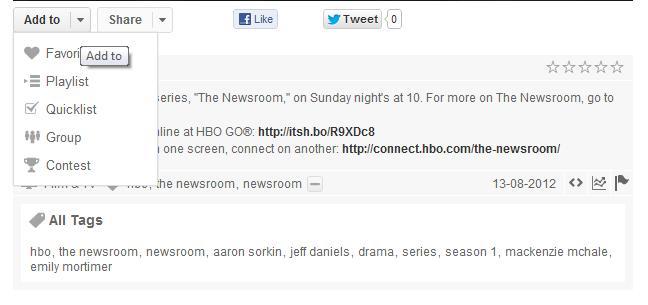 Add to Share Like Tweet 0
Add to
Playlist
Quicklist
Group
Contest
series, "The Newsroom," on Sunday night's at 10. For more on The Newsroom, go to
online at HBO GO®: http://itsh.bo/R9XDc8
one screen, connect on another: http://connect.hbo.com/the-newsroom/
Film & TV hbo, the newsroom, newsroom 13-08-2012
All Tags
hbo, the newsroom, newsroom, aaron sorkin, jeff daniels, drama, series, season 1, mackenzie mchale,
emily mortimer